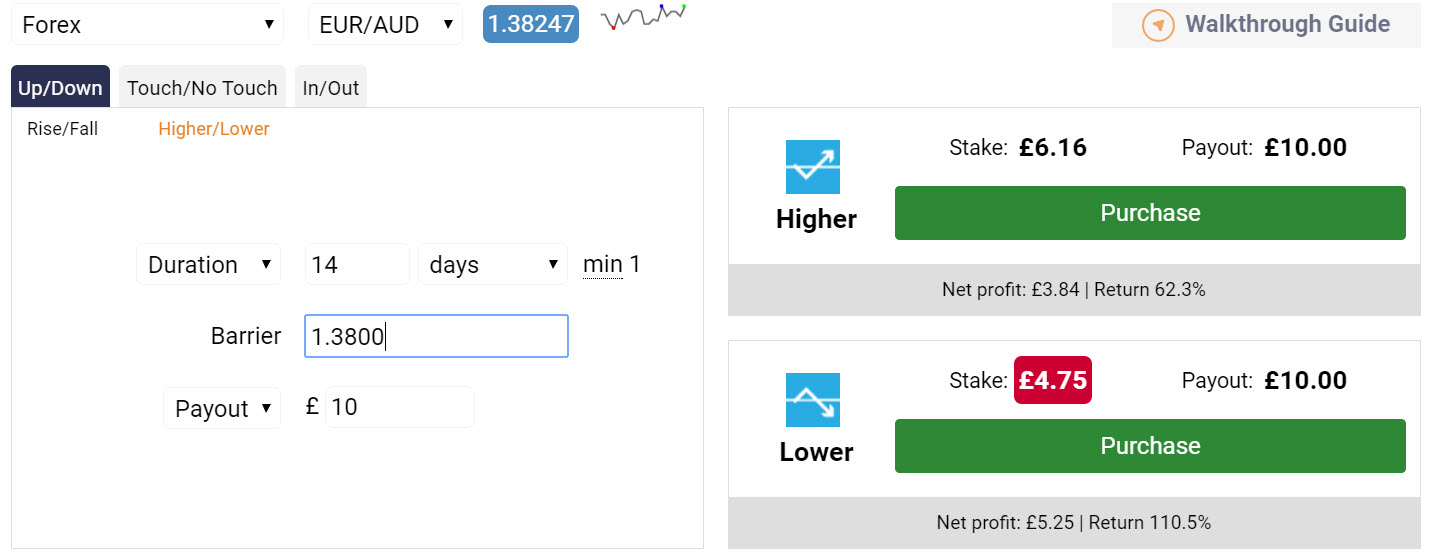 Forex EUR/AUD 1.38247 Walkthrough Guide
Up/Down Touch/No Touch In/Out
Rise/Fall Higher/Lower
Duration 14 days min 1
Barrier 1.3800
Payout £ 10
Stake: £6.16 Payout: £10.00
Purchase
Higher
Net profit: £3.84 | Return 62.3%
Stake: £4.75 Payout: £10.00
Purchase
Lower
Net profit: £5.25 | Return 110.5%